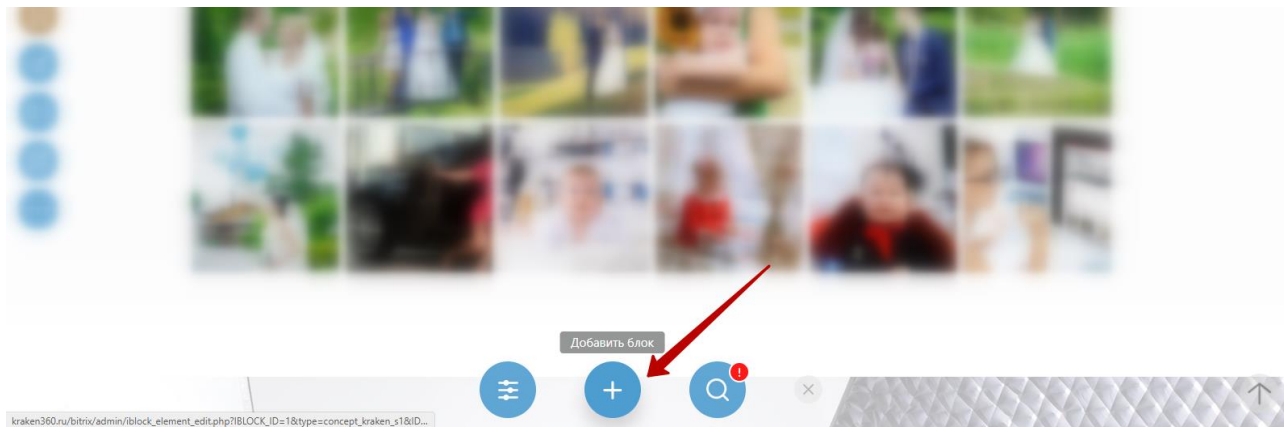 Добавить блок
!
kraken360.ru/bitrix/admin/iblock_element_edit.php?IBLOCK_ID=1&type=concept_kraken_s1&ID...